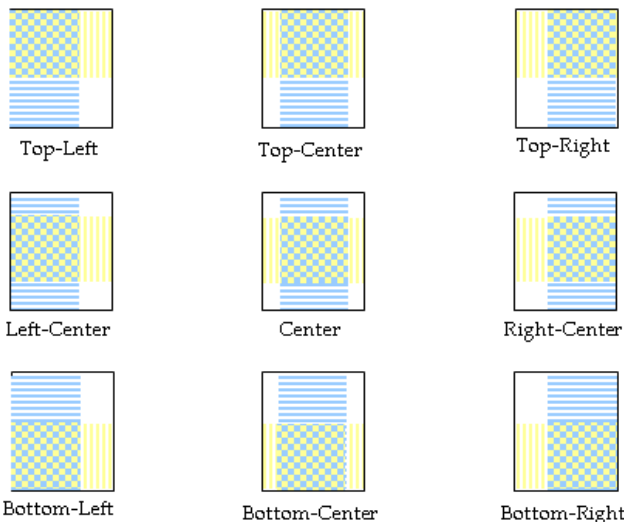 Top-Left
Top-Center
Top-Right
Left-Center
Center
Right-Center
Bottom-Left
Bottom-Center
Bottom-Right